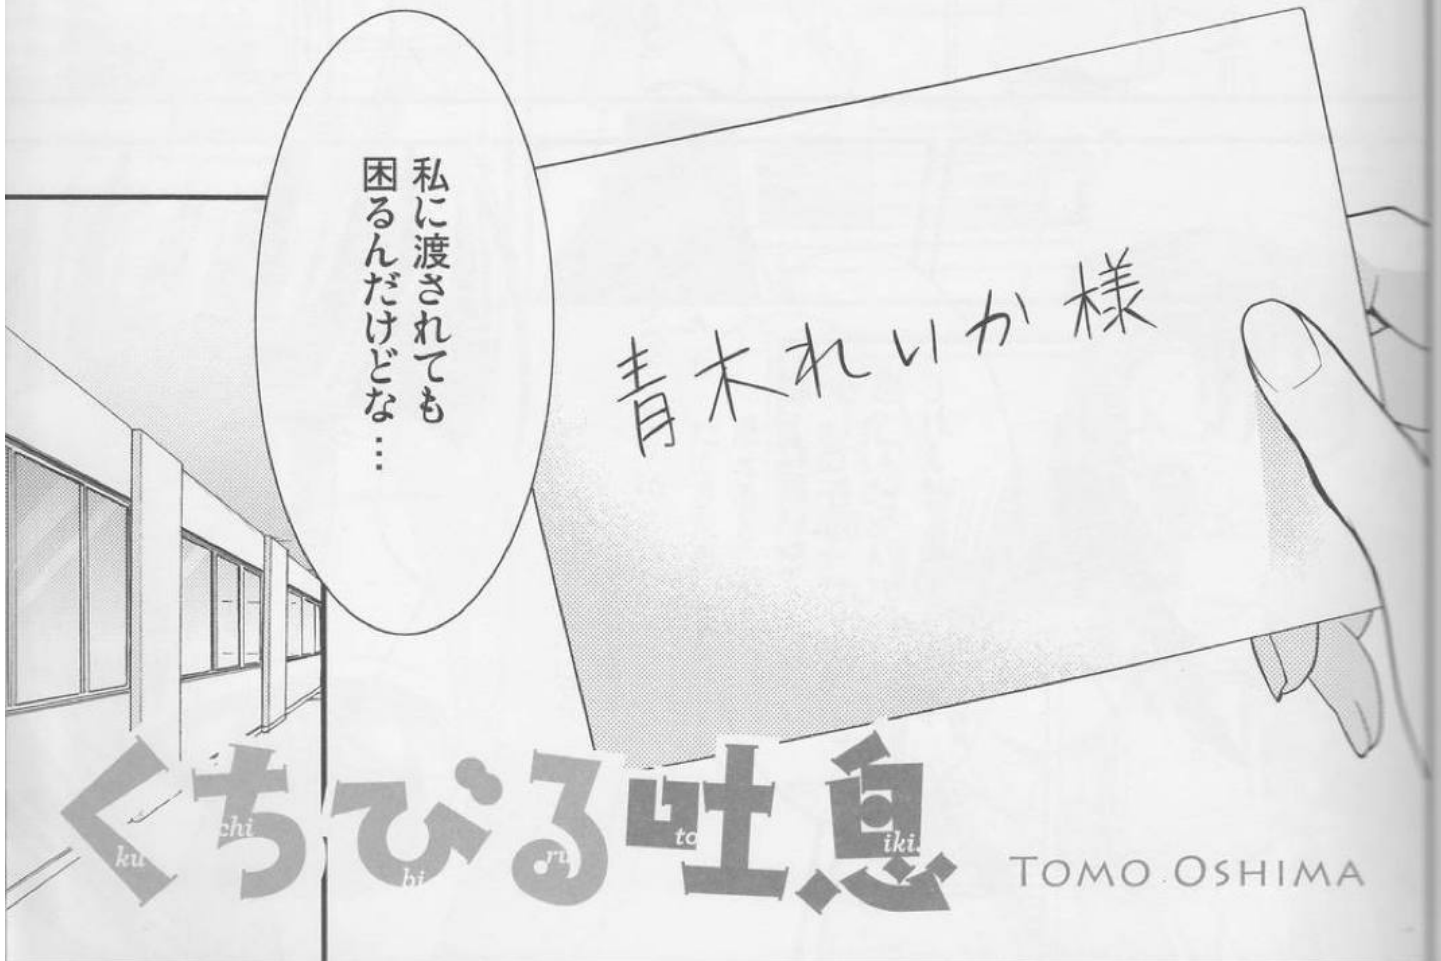 青木れいか様
私に渡されても
困るんだけどな…
くちびる吐息
ku chi bi ru to iki.
TOMO OSHIMA